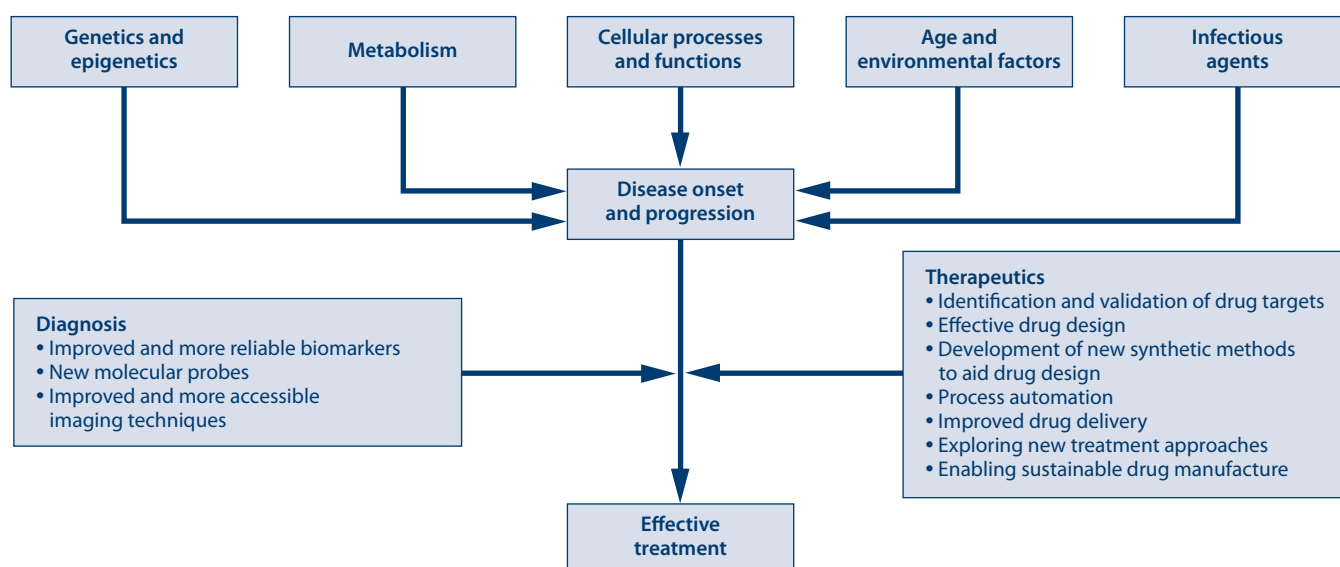 Genetics and
epigenetics
Metabolism
Cellular processes
and functions
Age and
environmental factors
Infectious
agents
Disease onset
and progression
Diagnosis
• Improved and more reliable biomarkers
• New molecular probes
• Improved and more accessible
imaging techniques
Therapeutics
• Identification and validation of drug targets
• Effective drug design
• Development of new synthetic methods
to aid drug design
• Process automation
• Improved drug delivery
• Exploring new treatment approaches
• Enabling sustainable drug manufacture
Effective
treatment